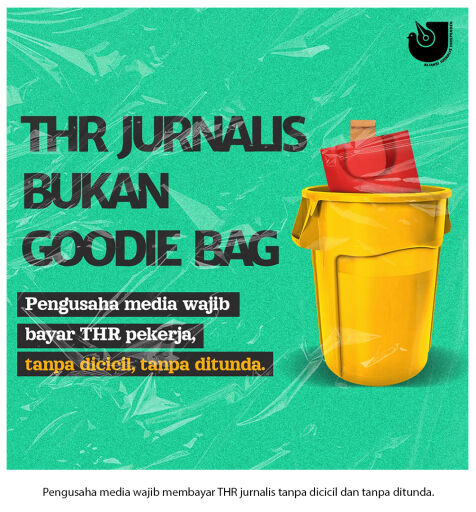 THR JURNALIS
BUKAN
GOODIE BAG
Pengusaha media wajib
bayar THR pekerja,
tanpa dicicil, tanpa ditunda.
Pengusaha media wajib membayar THR jurnalis tanpa dicicil dan tanpa ditunda.